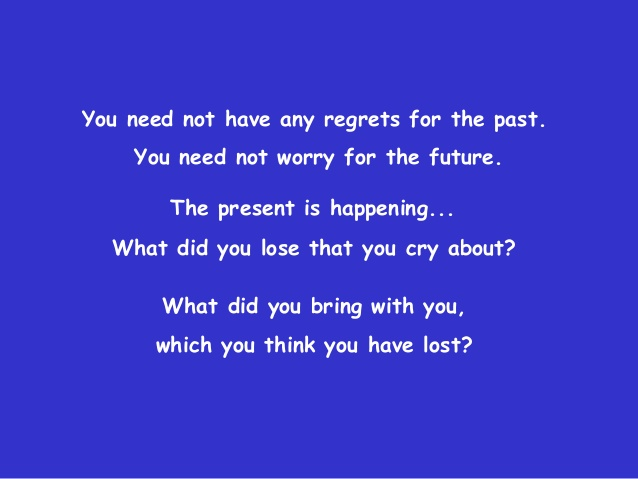 You need not have any regrets for the past.
You need not worry for the future.
The present is happening...
What did you lose that you cry about?
What did you bring with you,
which you think you have lost?